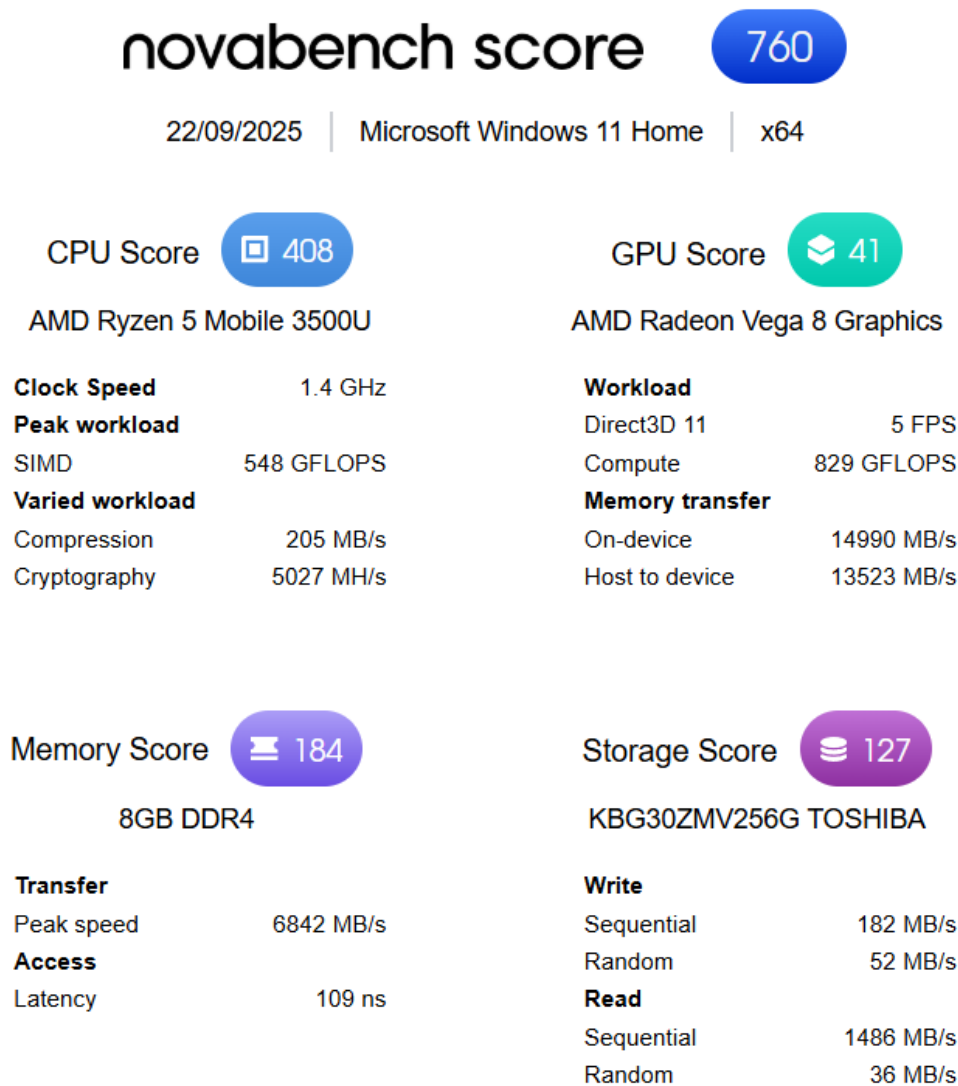 novabench score 760
22/09/2025 Microsoft Windows 11 Home x64
CPU Score 408
AMD Ryzen 5 Mobile 3500U
Clock Speed 1.4 GHz
Peak workload
SIMD 548 GFLOPS
Varied workload
Compression 205 MB/s
Cryptography 5027 MH/s
GPU Score 41
AMD Radeon Vega 8 Graphics
Workload
Direct3D 11 5 FPS
Compute 829 GFLOPS
Memory transfer
On-device 14990 MB/s
Host to device 13523 MB/s
Memory Score 184
8GB DDR4
Transfer
Peak speed 6842 MB/s
Access
Latency 109 ns
Storage Score 127
KBG30ZMV256G TOSHIBA
Write
Sequential 182 MB/s
Random 52 MB/s
Read
Sequential 1486 MB/s
Random 36 MB/s